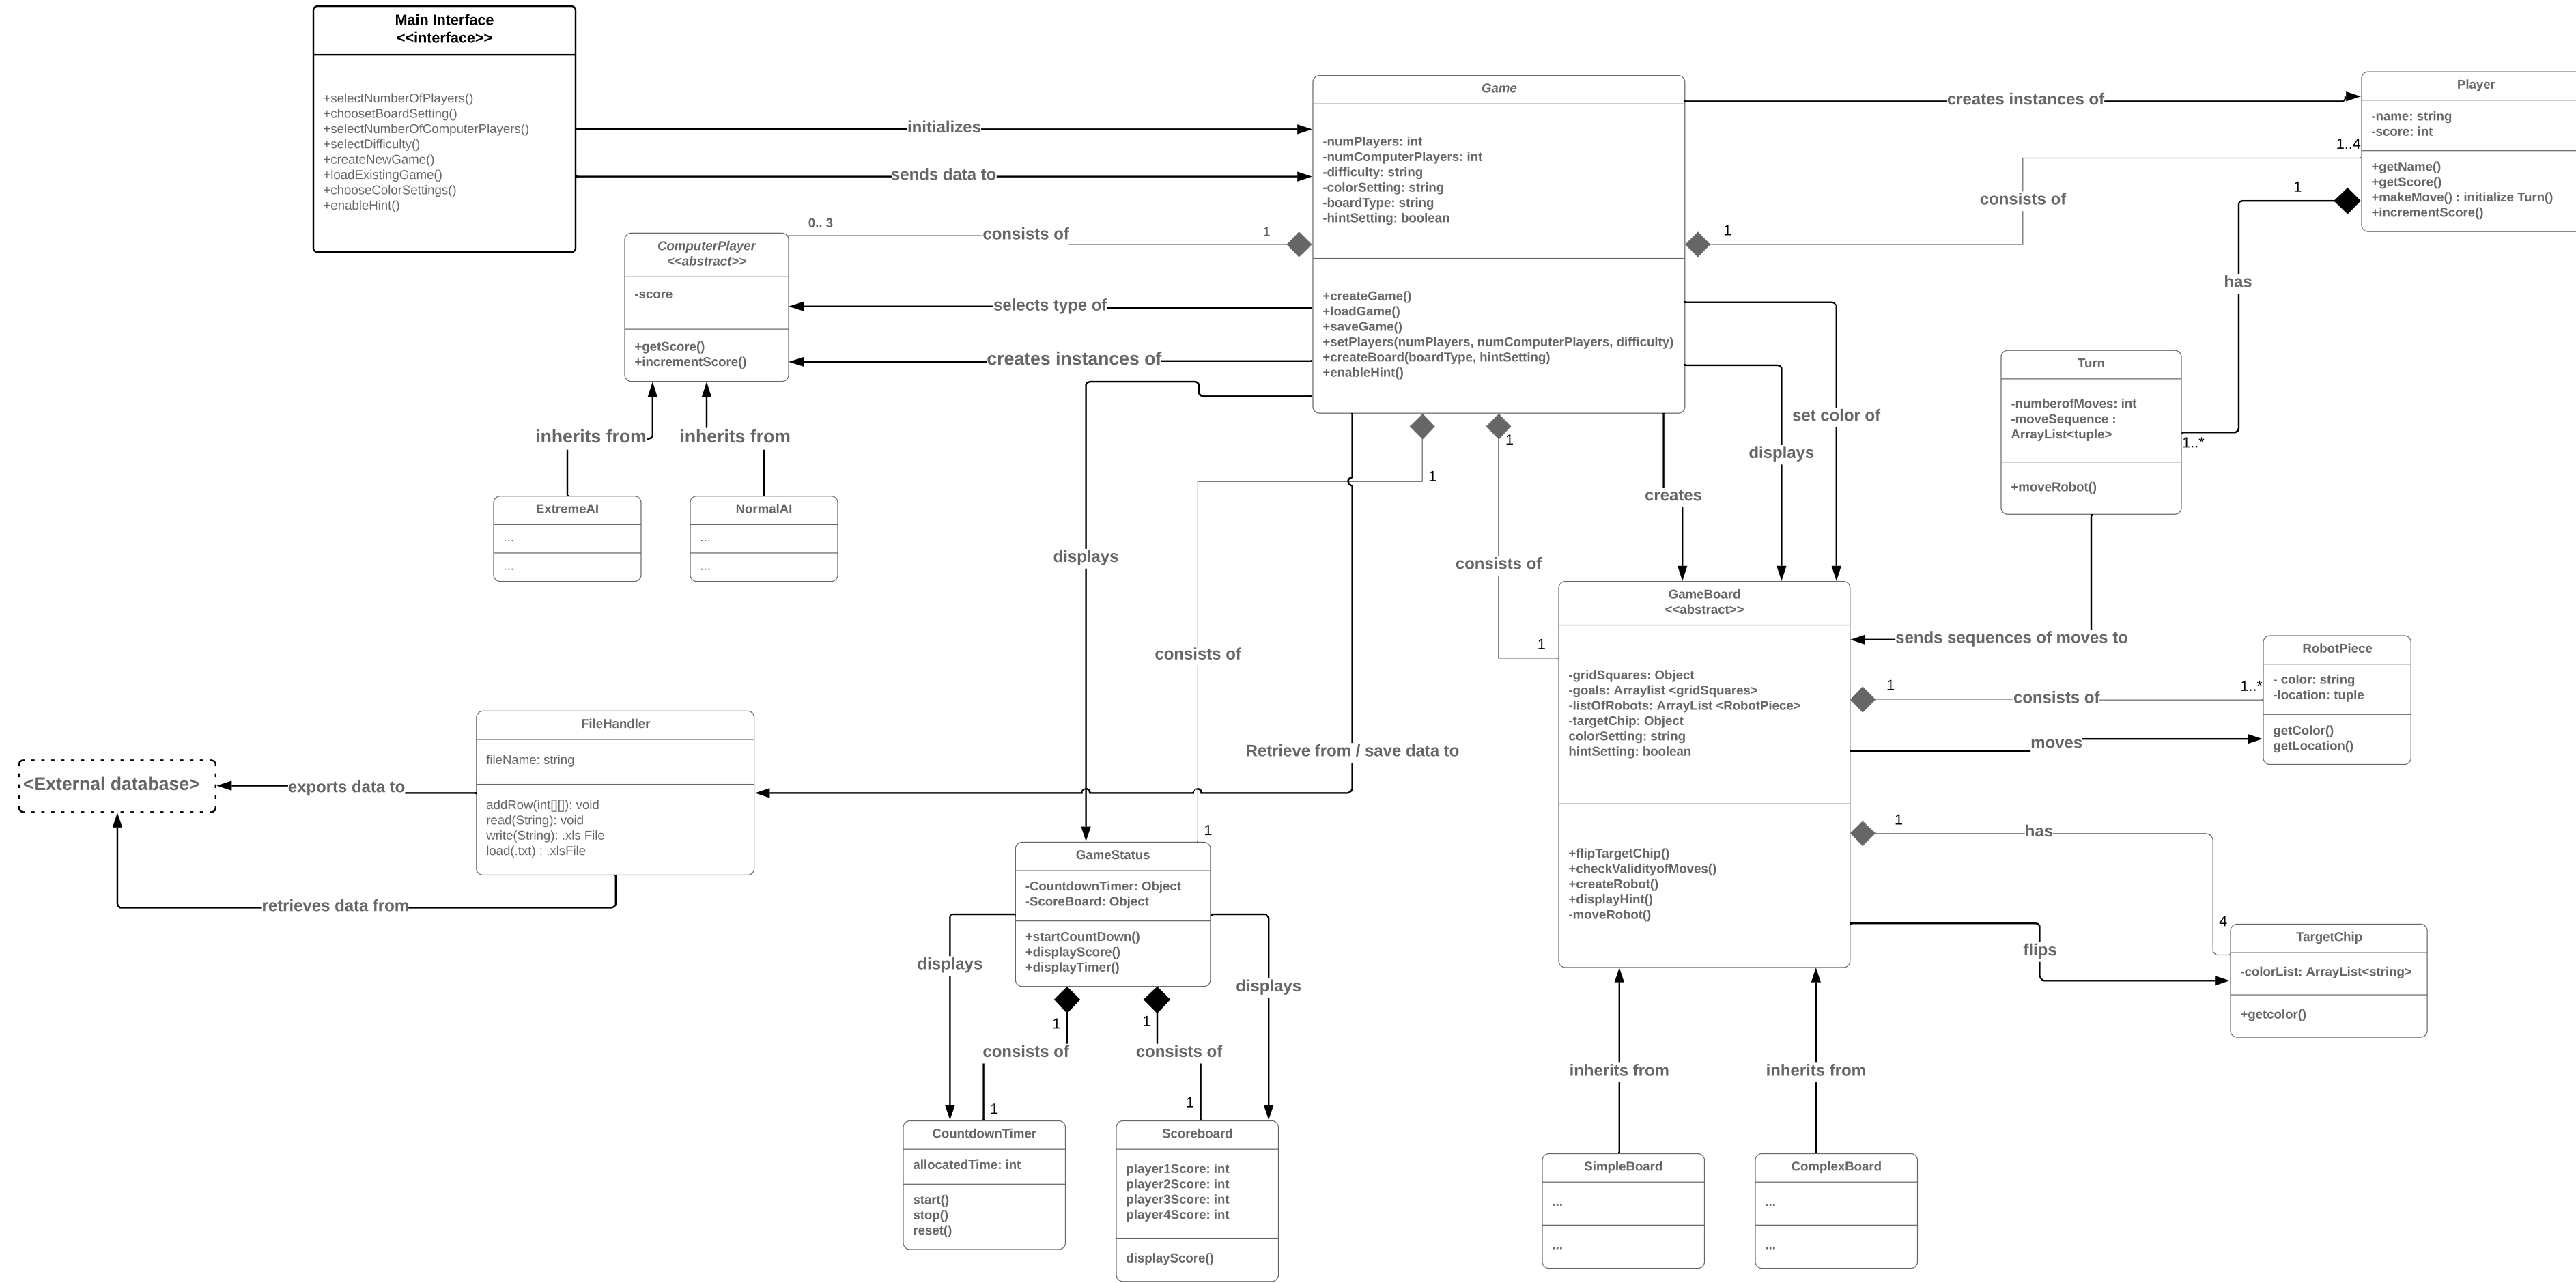 Main Interface
<<interface>>
+selectNumberOfPlayers()
+choosetBoardSetting()
+selectNumberOfComputerPlayers()
+selectDifficulty()
+createNewGame()
+loadExistingGame()
+chooseColorSettings()
+enableHint()
initializes
sends data to
Game
-numPlayers: int
-numComputerPlayers: int
-difficulty: string
-colorSetting: string
-boardType: string
-hintSetting: boolean
+createGame()
+loadGame()
+saveGame()
+setPlayers(numPlayers, numComputerPlayers, difficulty)
+createBoard(boardType, hintSetting)
+enableHint()
creates instances of
Player
-name: string
-score: int
+getName()
+getScore()
+makeMove() : initialize Turn()
+incrementScore()
1..4
consists of
1
1
has
1..*
0.. 3
consists of
1
ComputerPlayer
<<abstract>>
-score
+getScore()
+incrementScore()
selects type of
creates instances of
inherits from
inherits from
ExtremeAI
...
...
NormalAI
...
...
Turn
-numberofMoves: int
-moveSequence :
ArrayList<tuple>
+moveRobot()
set color of
displays
creates
1
consists of
1
displays
1
consists of
1
Retrieve from / save data to
GameBoard
<<abstract>>
-gridSquares: Object
-goals: Arraylist <gridSquares>
-listOfRobots: ArrayList <RobotPiece>
-targetChip: Object
colorSetting: string
hintSetting: boolean
+flipTargetChip()
+checkValidityofMoves()
+createRobot()
+displayHint()
-moveRobot()
sends sequences of moves to
1
consists of
1..*
moves
RobotPiece
- color: string
-location: tuple
getColor()
getLocation()
1
has
4
flips
TargetChip
-colorList: ArrayList<string>
+getcolor()
FileHandler
fileName: string
addRow(int[][]): void
read(String): void
write(String): .xls File
load(.txt) : .xlsFile
exports data to
<External database>
retrieves data from
GameStatus
-CountdownTimer: Object
-ScoreBoard: Object
+startCountDown()
+displayScore()
+displayTimer()
displays
1
consists of
1
1
consists of
1
displays
CountdownTimer
allocatedTime: int
start()
stop()
reset()
Scoreboard
player1Score: int
player2Score: int
player3Score: int
player4Score: int
displayScore()
inherits from
inherits from
SimpleBoard
...
...
ComplexBoard
...
...